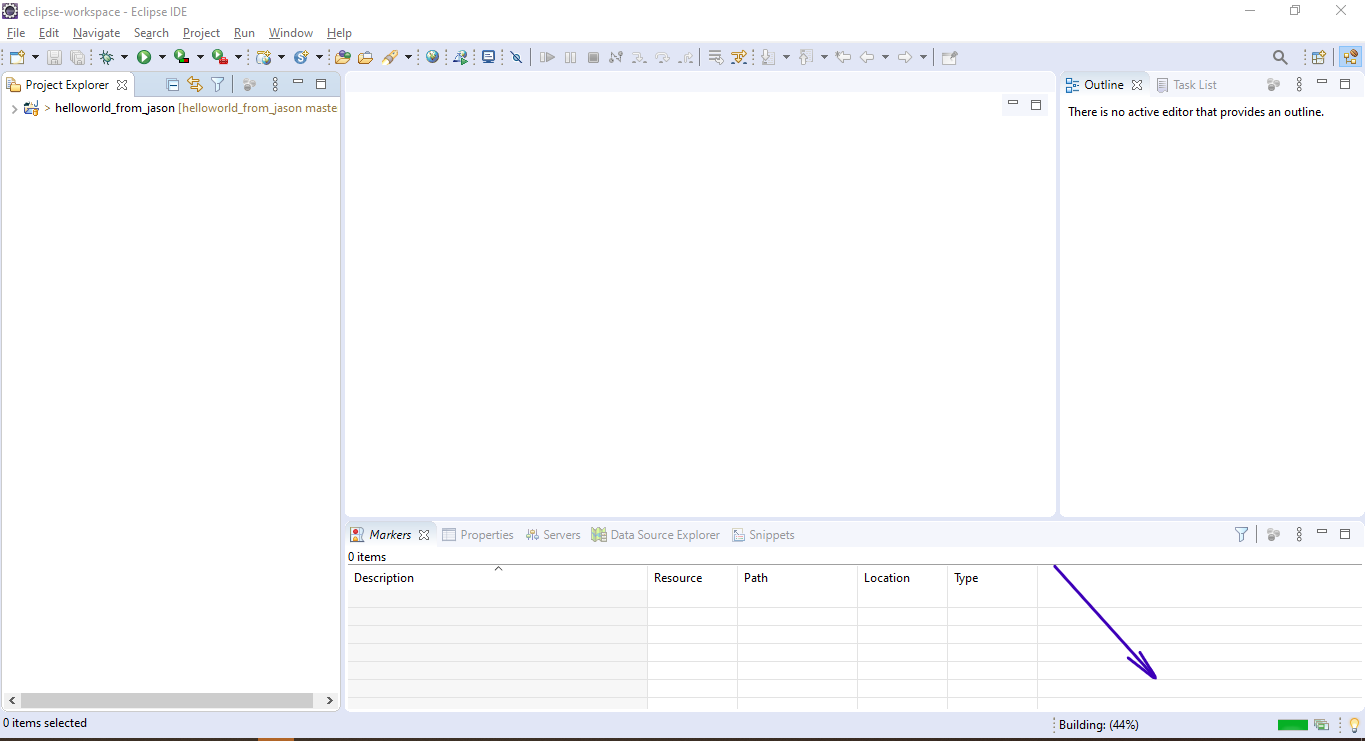 eclipse-workspace - Eclipse IDE
File Edit Navigate Search Project Run Window Help
Project Explorer
> helloworld_from_jason [helloworld_from_jason maste
Outline Task List
There is no active editor that provides an outline.
Markers Properties Servers Data Source Explorer Snippets
0 items
Description Resource Path Location Type
0 items selected
Building: (44%)